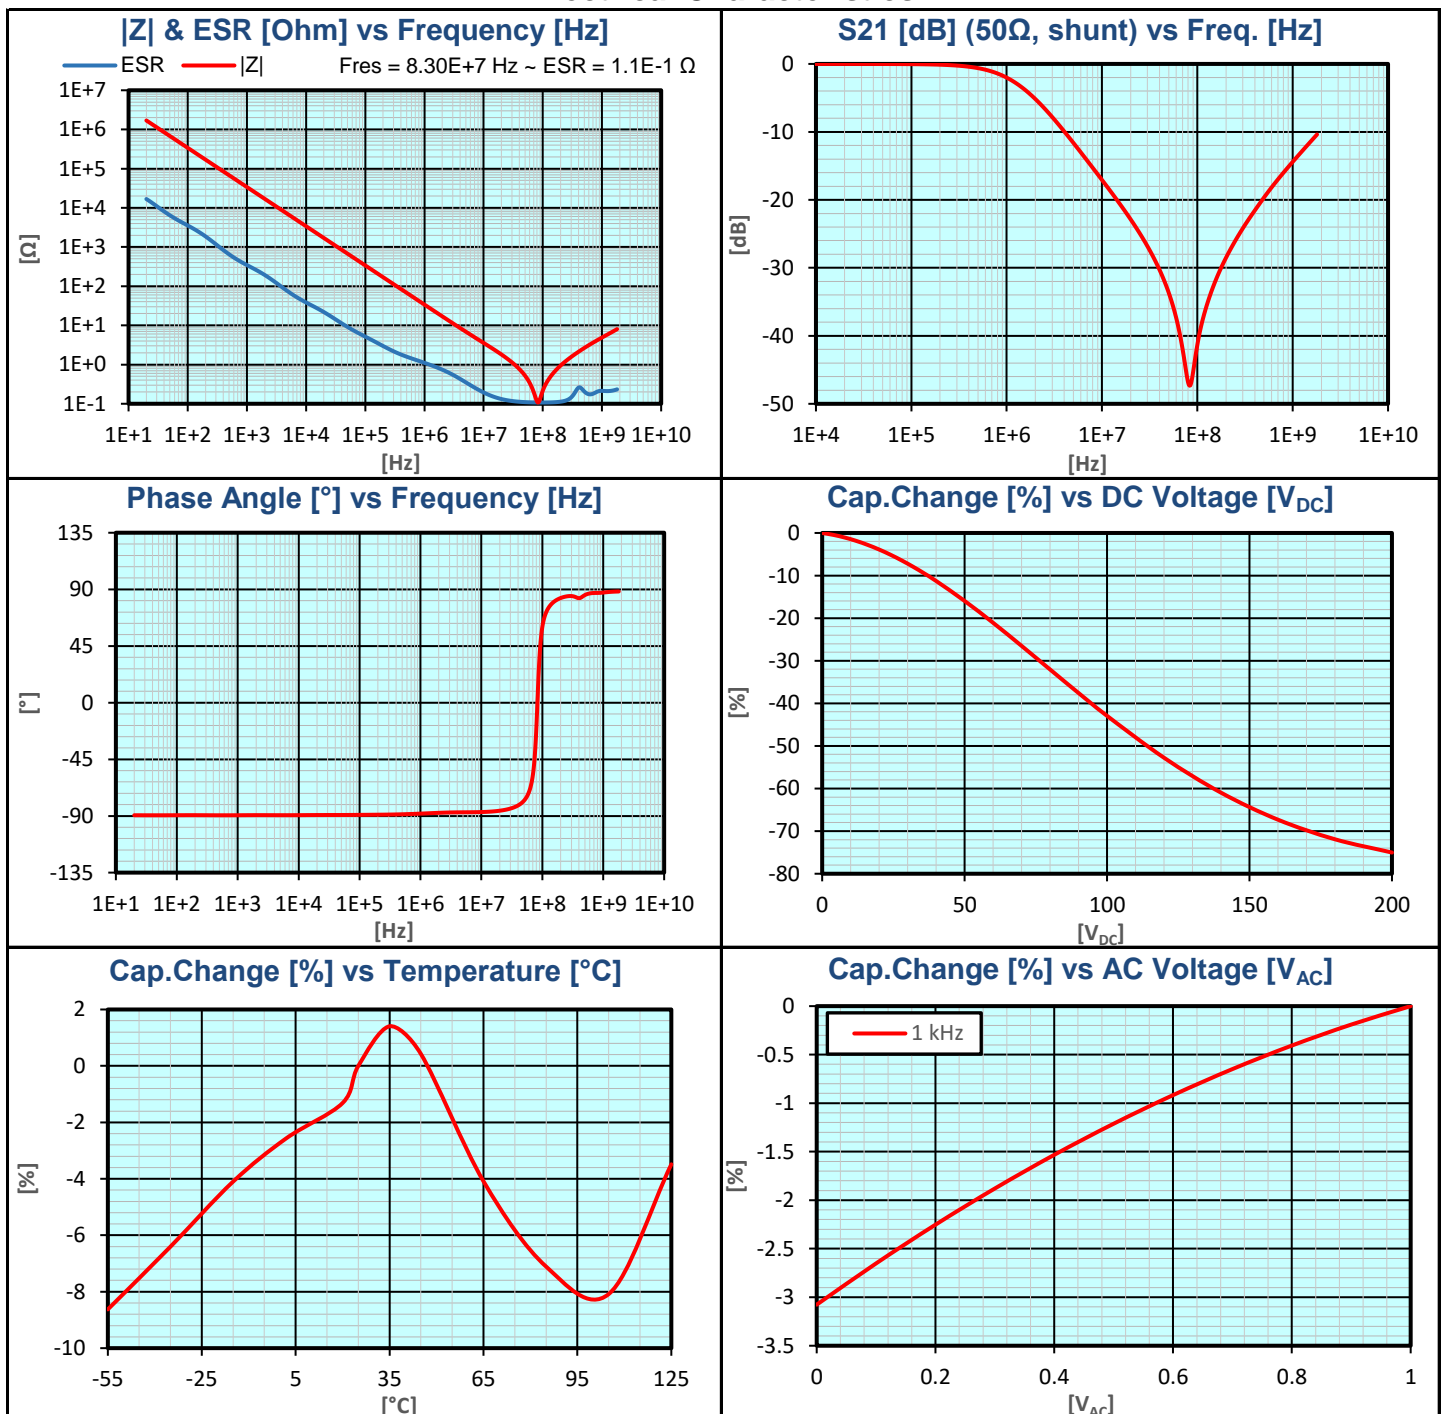 |Z| & ESR [Ohm] vs Frequency [Hz]
ESR |Z| Fres = 8.30E+7 Hz ~ ESR = 1.1E-1 Ω
1E+7
1E+6
1E+5
1E+4
1E+3
1E+2
1E+1
1E+0
1E-1
[Ω]
1E+1 1E+2 1E+3 1E+4 1E+5 1E+6 1E+7 1E+8 1E+9 1E+10
[Hz]
S21 [dB] (50Ω, shunt) vs Freq. [Hz]
0
-10
-20
-30
-40
-50
[dB]
1E+4 1E+5 1E+6 1E+7 1E+8 1E+9 1E+10
[Hz]
Phase Angle [°] vs Frequency [Hz]
135
90
45
0
-45
-90
-135
[°]
1E+1 1E+2 1E+3 1E+4 1E+5 1E+6 1E+7 1E+8 1E+9 1E+10
[Hz]
Cap.Change [%] vs DC Voltage [VDC]
0
-10
-20
-30
-40
-50
-60
-70
-80
[%]
0 50 100 150 200
[VDC]
Cap.Change [%] vs Temperature [°C]
2
0
-2
-4
-6
-8
-10
[%]
-55 -25 5 35 65 95 125
[°C]
Cap.Change [%] vs AC Voltage [VAC]
1 kHz
0
-0.5
-1
-1.5
-2
-2.5
-3
-3.5
[%]
0 0.2 0.4 0.6 0.8 1
[VAC]